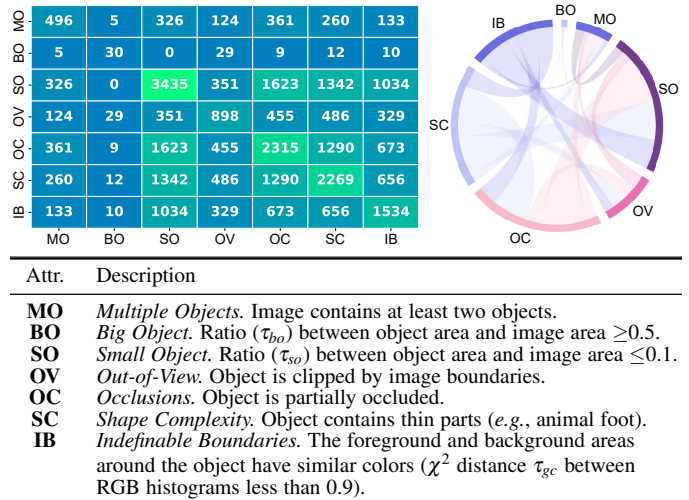 MO 496 5 326 124 361 260 133
BO 5 30 0 29 9 12 10
SO 326 0 3435 351 1623 1342 1034
OV 124 29 351 898 455 486 329
OC 361 9 1623 455 2315 1290 673
SC 260 12 1342 486 1290 2269 656
IB 133 10 1034 329 673 656 1534
MO BO SO OV OC SC IB
BO
IB MO
SO
SC
OV
OC
Attr. Description
MO Multiple Objects. Image contains at least two objects.
BO Big Object. Ratio (τbo) between object area and image area ≥0.5.
SO Small Object. Ratio (τso) between object area and image area ≤0.1.
OV Out-of-View. Object is clipped by image boundaries.
OC Occlusions. Object is partially occluded.
SC Shape Complexity. Object contains thin parts (e.g., animal foot).
IB Indefinable Boundaries. The foreground and background areas
around the object have similar colors (χ² distance τgc between
RGB histograms less than 0.9).